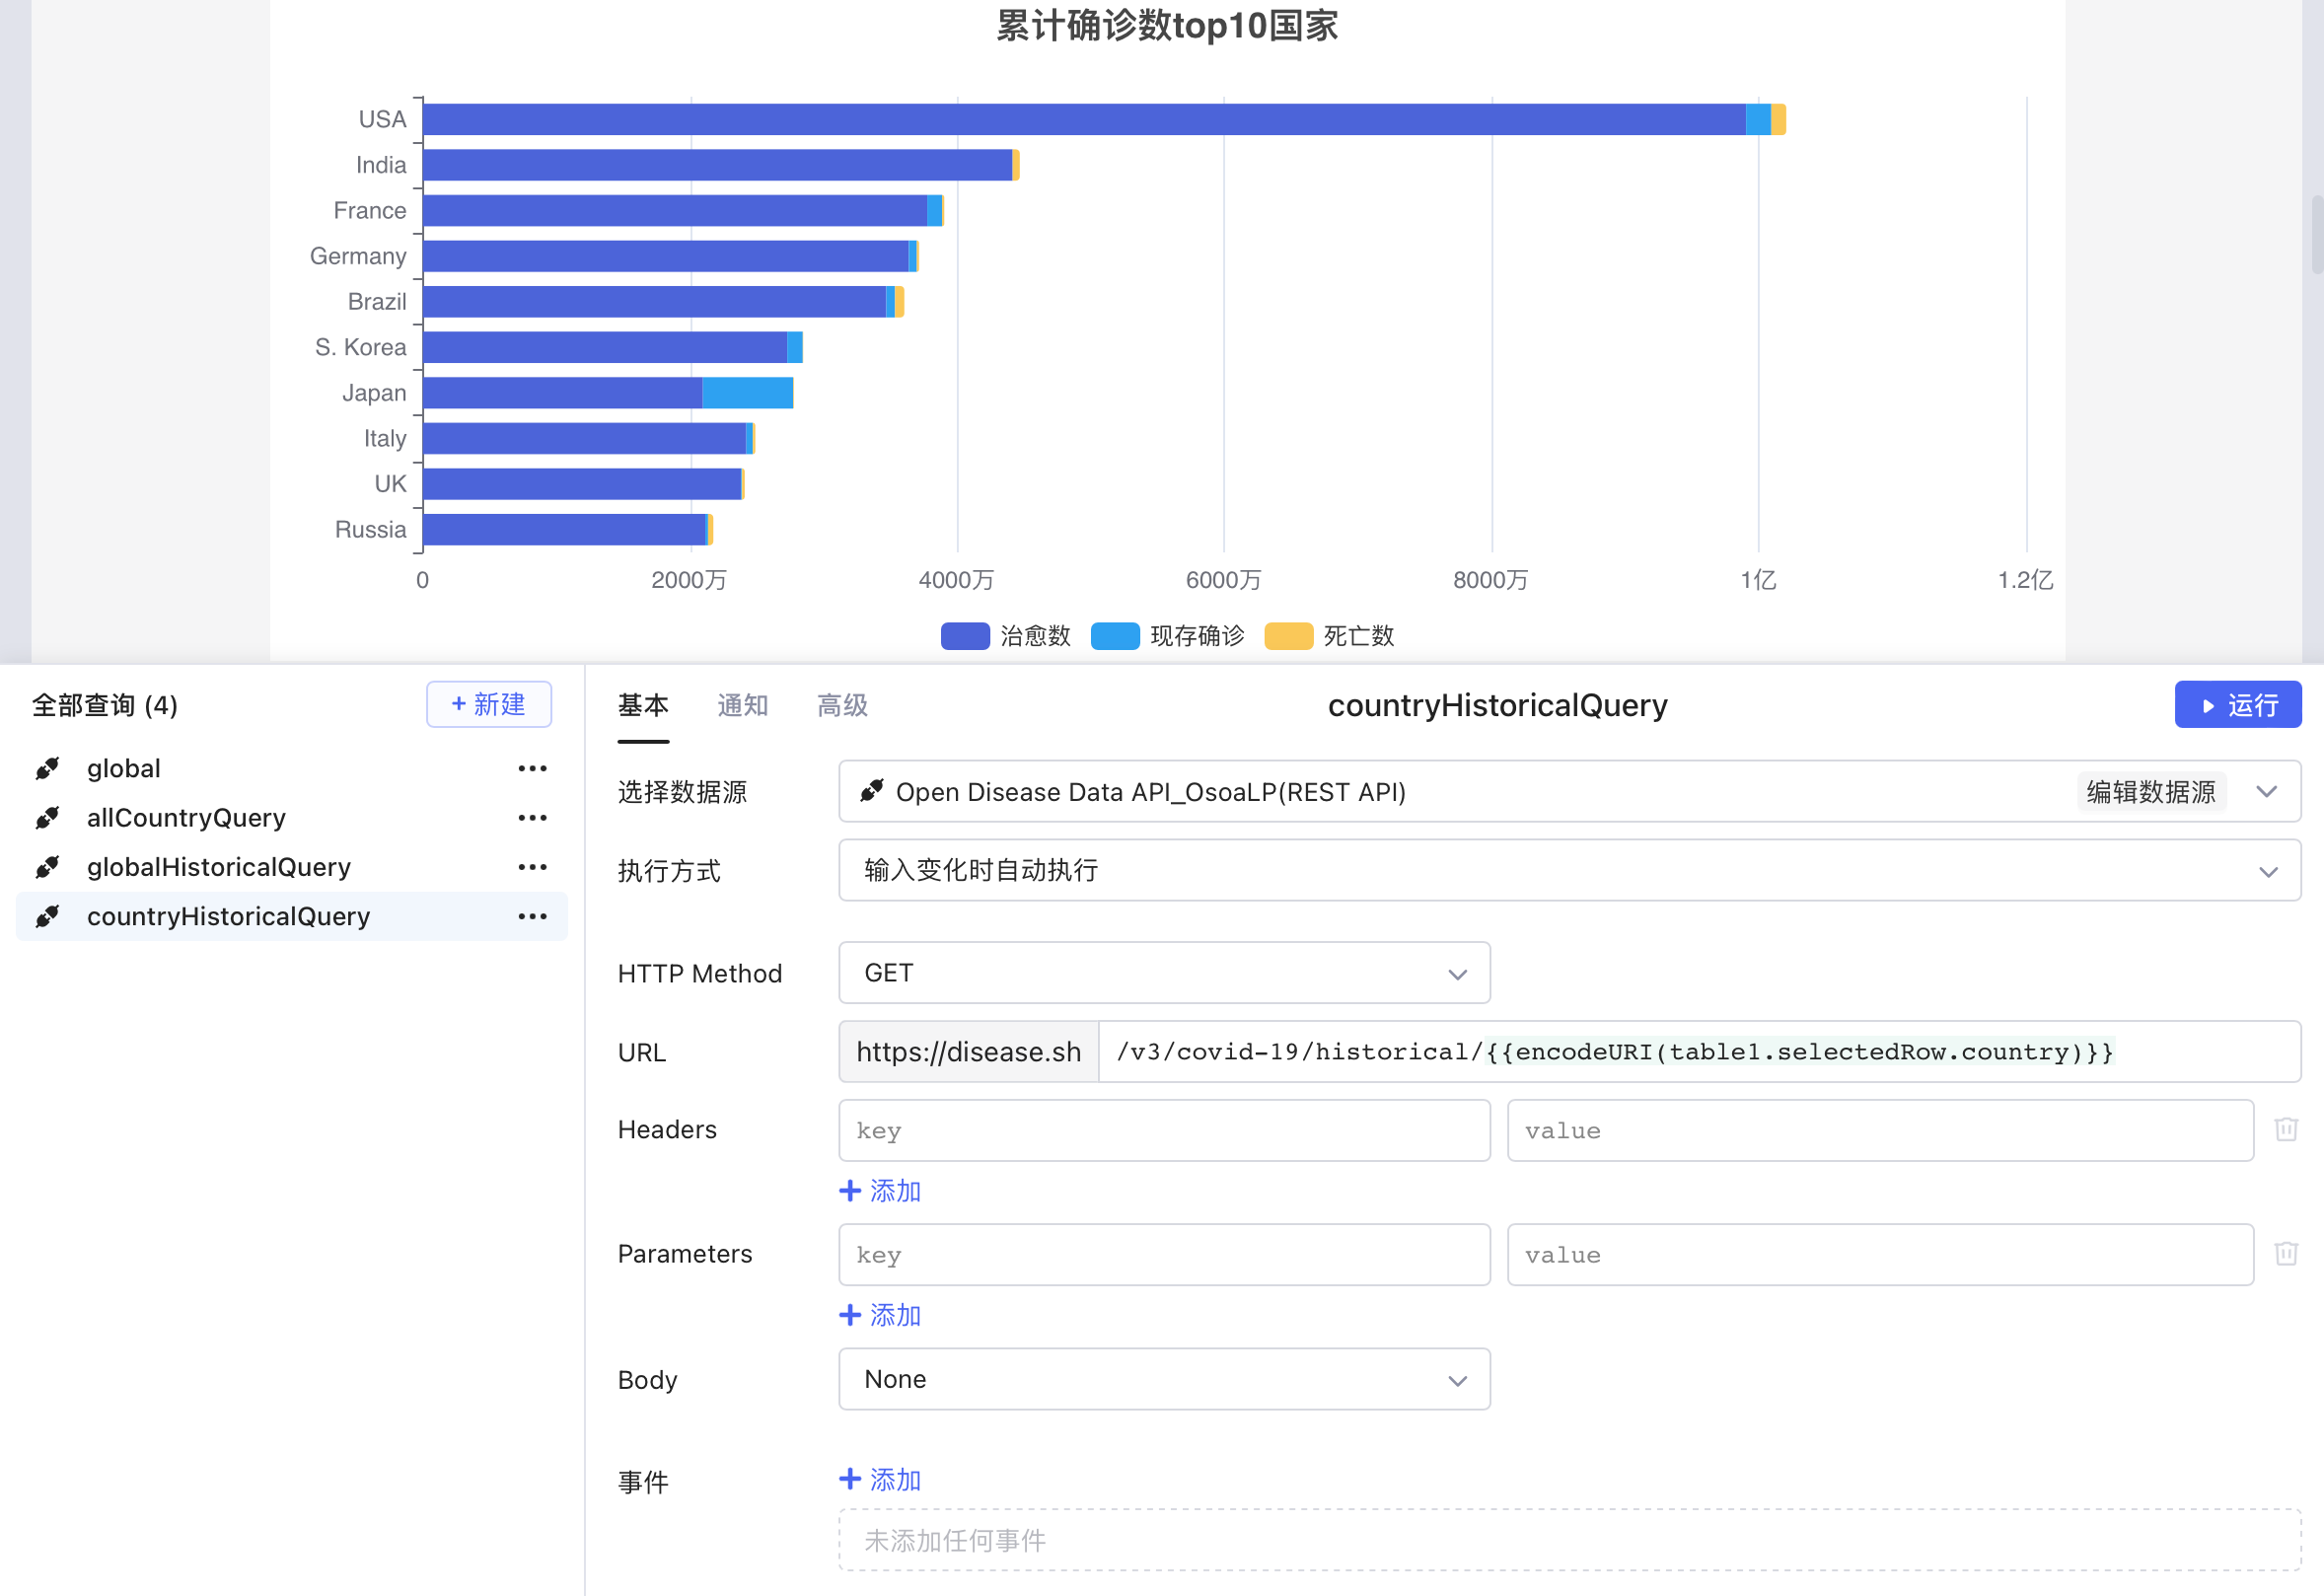 累计确诊数top10国家
USA
India
France
Germany
Brazil
S. Korea
Japan
Italy
UK
Russia
0 2000万 4000万 6000万 8000万 1亿 1.2亿
治愈数 现存确诊 死亡数
全部查询 (4) + 新建
global
allCountryQuery
globalHistoricalQuery
countryHistoricalQuery
基本 通知 高级 countryHistoricalQuery 运行
选择数据源 Open Disease Data API_OsoaLP(REST API) 编辑数据源
执行方式 输入变化时自动执行
HTTP Method GET
URL https://disease.sh /v3/covid-19/historical/{{encodeURI(table1.selectedRow.country)}}
Headers key value
+ 添加
Parameters key value
+ 添加
Body None
事件 + 添加
未添加任何事件